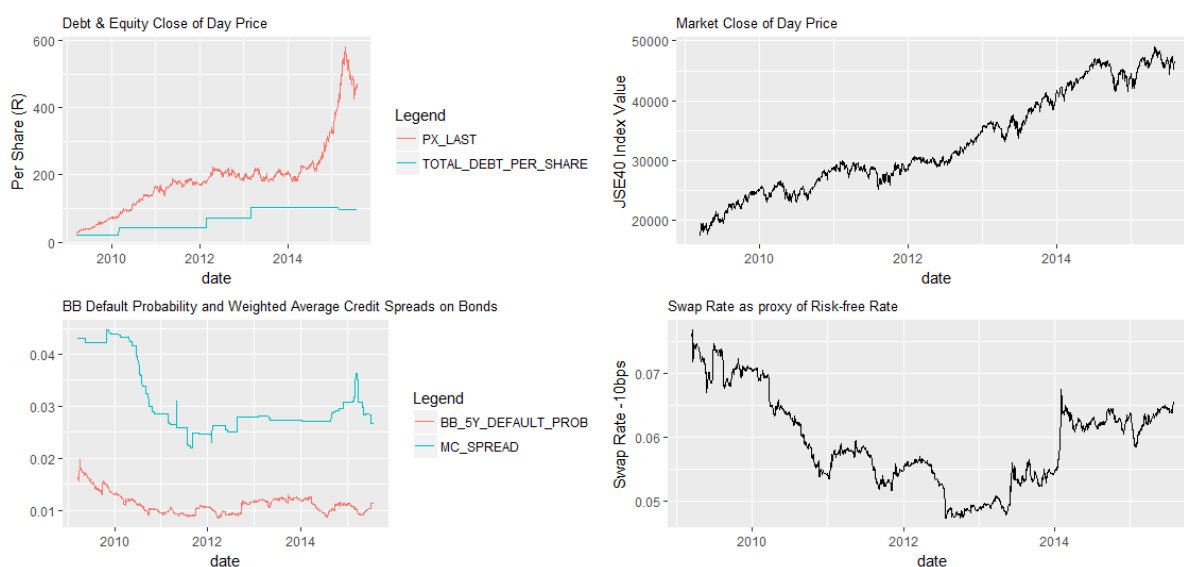 Debt & Equity Close of Day Price
600
400
200
0
Per Share (R)
2010
2012
2014
date
Legend
PX_LAST
TOTAL_DEBT_PER_SHARE
Market Close of Day Price
50000
40000
30000
20000
JSE40 Index Value
2010
2012
2014
date
BB Default Probability and Weighted Average Credit Spreads on Bonds
0.04
0.03
0.02
0.01
2010
2012
2014
date
Legend
BB_5Y_DEFAULT_PROB
MC_SPREAD
Swap Rate as proxy of Risk-free Rate
0.07
0.06
0.05
Swap Rate -10bps
2010
2012
2014
date